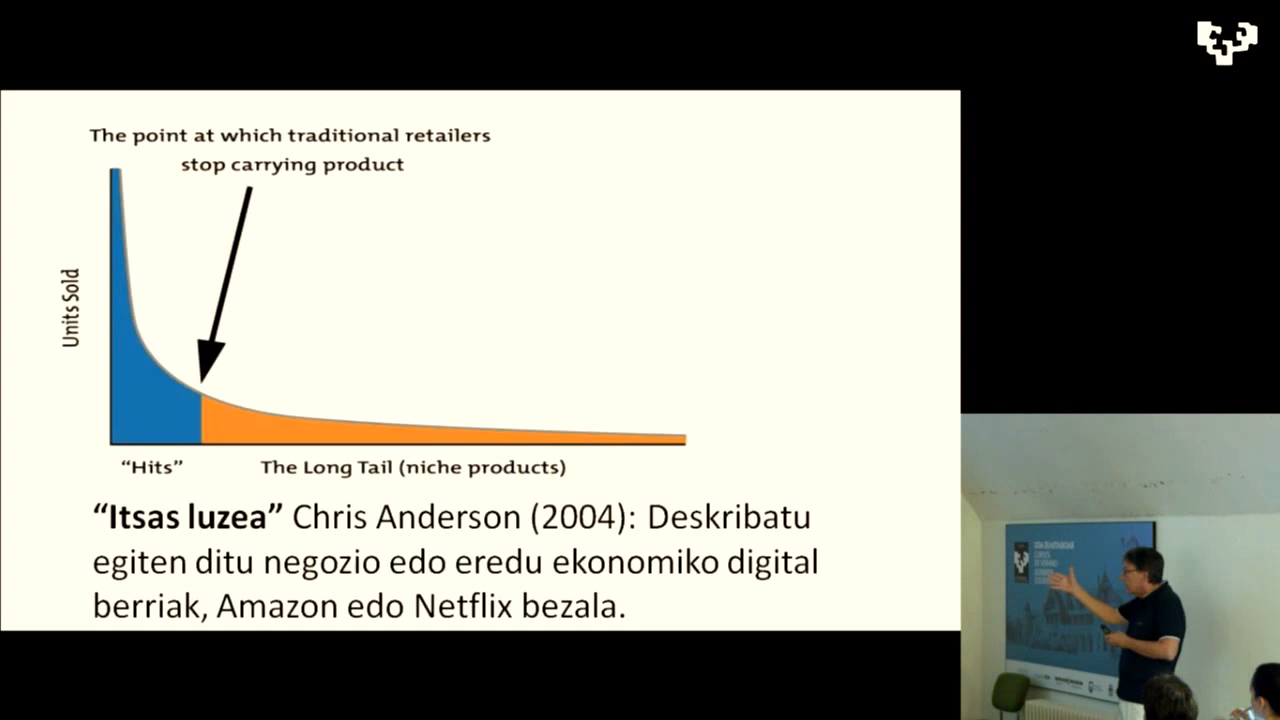 The point at which traditional retailers
stop carrying product
Units Sold
“Hits”
The Long Tail (niche products)
“Itsas luzea” Chris Anderson (2004): Deskribatu
egiten ditu negozio edo eredu ekonomiko digital
berriak, Amazon edo Netflix bezala.